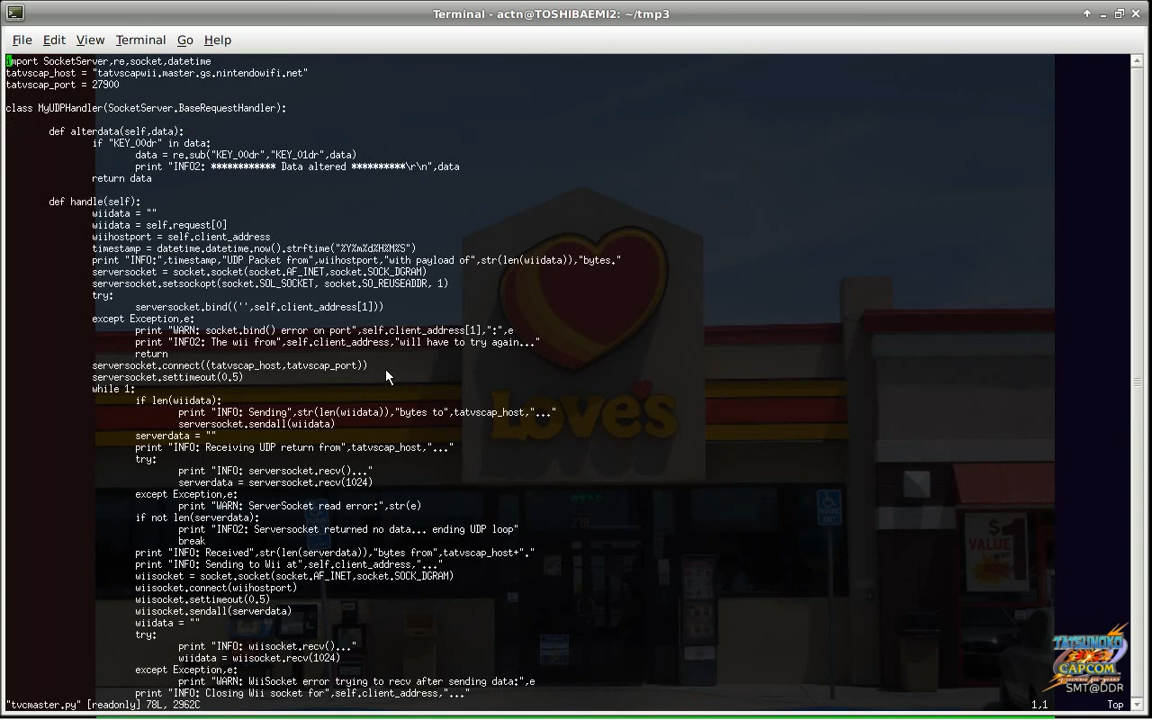 Terminal - actn@TOSHIBAEMI2: ~/tmp3
File Edit View Terminal Go Help
import SocketServer,re,socket,datetime
tatvscap_host = "tatvscapwii.master.gs.nintendowifi.net"
tatvscap_port = 27900
class MyUDPHandler(SocketServer.BaseRequestHandler):
def alterdata(self,data):
if "KEY_00dr" in data:
data = re.sub("KEY_00dr","KEY_01dr",data)
print "INFO2: ************ Data altered **********\r\n",data
return data
def handle(self):
wiidata = ""
wiidata = self.request[0]
wiihostport = self.client_address
timestamp = datetime.datetime.now().strftime("%Y%m%d%H%M%S")
print "INFO:",timestamp,"UDP Packet from",wiihostport,"with payload of",str(len(wiidata)),"bytes."
serversocket = socket.socket(socket.AF_INET,socket.SOCK_DGRAM)
serversocket.setsockopt(socket.SOL_SOCKET, socket.SO_REUSEADDR, 1)
try:
serversocket.bind(('',self.client_address[1]))
except Exception,e:
print "WARN: socket.bind() error on port",self.client_address[1],":",e
print "INFO2: The wii from",self.client_address,"will have to try again..."
return
serversocket.connect((tatvscap_host,tatvscap_port))
serversocket.settimeout(0.5)
while 1:
if len(wiidata):
print "INFO: Sending",str(len(wiidata)),"bytes to",tatvscap_host,"..."
serversocket.sendall(wiidata)
serverdata = ""
print "INFO: Receiving UDP return from",tatvscap_host,"..."
try:
print "INFO: serversocket.recv()..."
serverdata = serversocket.recv(1024)
except Exception,e:
print "WARN: ServerSocket read error:",str(e)
if not len(serverdata):
print "INFO2: Serversocket returned no data... ending UDP loop"
break
print "INFO: Received",str(len(serverdata)),"bytes from",tatvscap_host+"."
print "INFO: Sending to Wii at",self.client_address,"..."
wiisocket = socket.socket(socket.AF_INET,socket.SOCK_DGRAM)
wiisocket.connect(wiihostport)
wiisocket.settimeout(0.5)
wiisocket.sendall(serverdata)
wiidata = ""
try:
print "INFO: wiisocket.recv()..."
wiidata = wiisocket.recv(1024)
except Exception,e:
print "WARN: WiiSocket error trying to recv after sending data:",e
print "INFO: Closing Wii socket for",self.client_address,"..."
"tvcmaster.py" [readonly] 78L, 2962C 1,1 Top
Love's
$1
VALUE
TATSUNOKO
CAPCOM
SMT@DDR